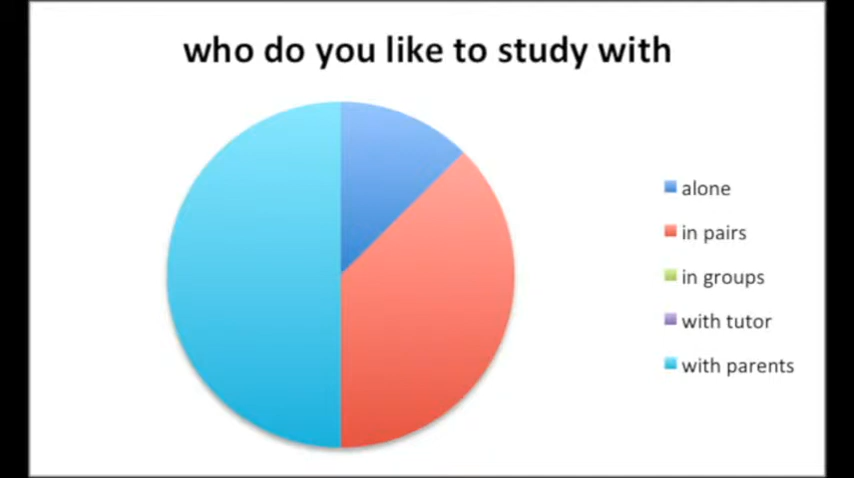 who do you like to study with
alone
in pairs
in groups
with tutor
with parents